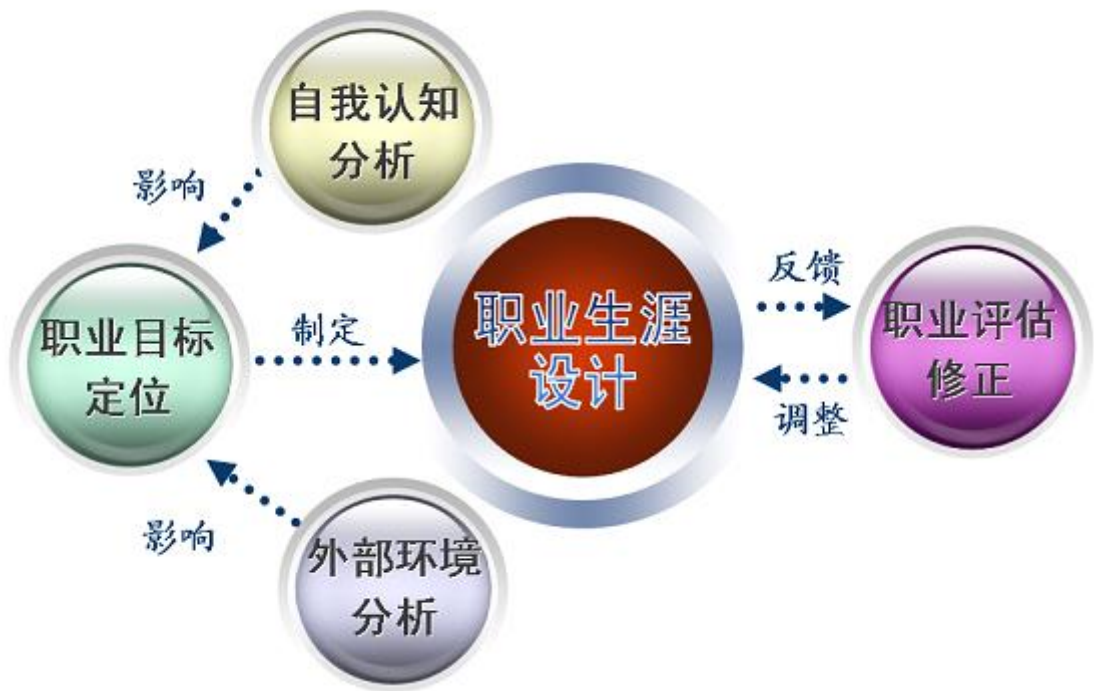 自我认知
分析
影响
职业目标
定位
制定
职业生涯
设计
反馈
职业评估
修正
调整
影响
外部环境
分析